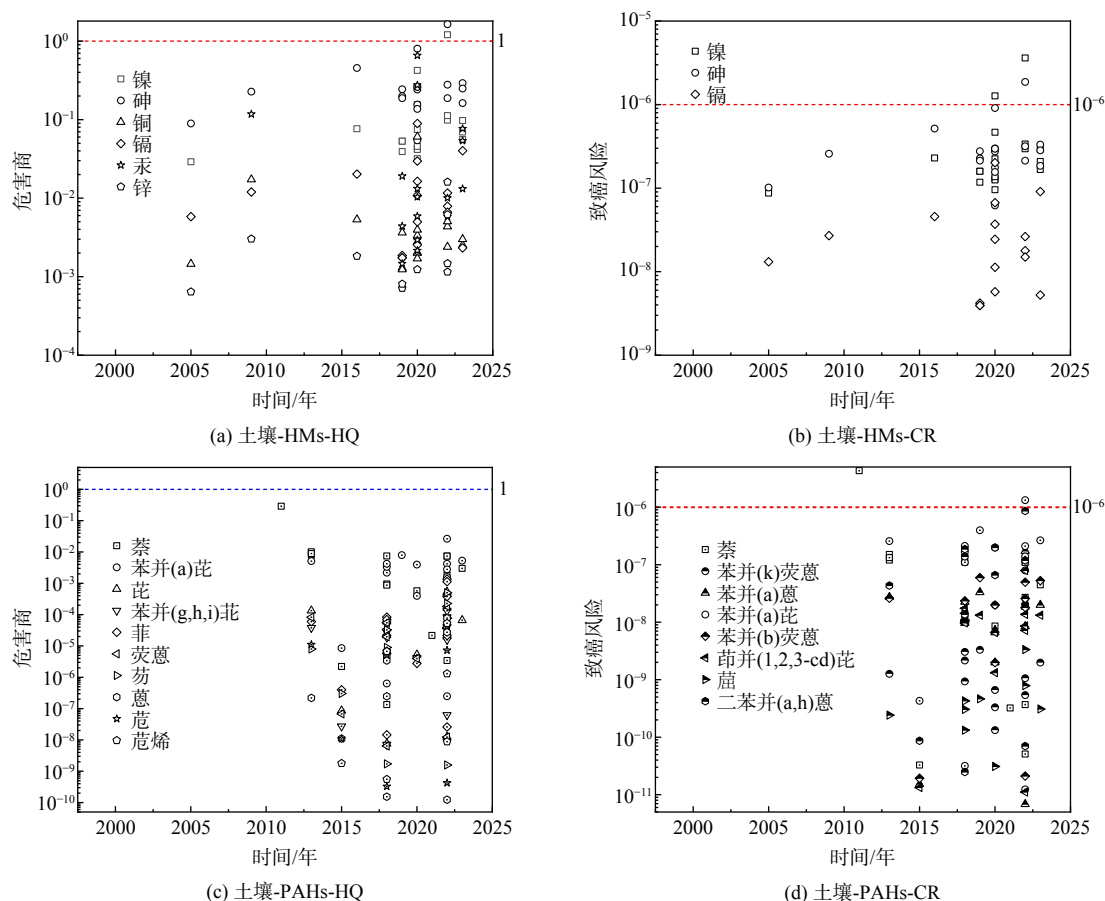 10⁰
10⁻¹
10⁻²
10⁻³
10⁻⁴
危害商
1
镍
砷
铜
镉
汞
锌
2000 2005 2010 2015 2020 2025
时间/年
(a) 土壤-HMs-HQ
10⁻⁵
10⁻⁶
10⁻⁷
10⁻⁸
10⁻⁹
致癌风险
10⁻⁶
镍
砷
镉
2000 2005 2010 2015 2020 2025
时间/年
(b) 土壤-HMs-CR
10⁰
10⁻¹
10⁻²
10⁻³
10⁻⁴
10⁻⁵
10⁻⁶
10⁻⁷
10⁻⁸
10⁻⁹
10⁻¹⁰
危害商
1
萘
苯并(a)芘
芘
苯并(g,h,i)苝
菲
荧蒽
芴
蒽
苊
苊烯
2000 2005 2010 2015 2020 2025
时间/年
(c) 土壤-PAHs-HQ
10⁻⁶
10⁻⁷
10⁻⁸
10⁻⁹
10⁻¹⁰
10⁻¹¹
致癌风险
10⁻⁶
萘
苯并(k)荧蒽
苯并(a)蒽
苯并(a)芘
苯并(b)荧蒽
茚并(1,2,3-cd)芘
䓛
二苯并(a,h)蒽
2000 2005 2010 2015 2020 2025
时间/年
(d) 土壤-PAHs-CR